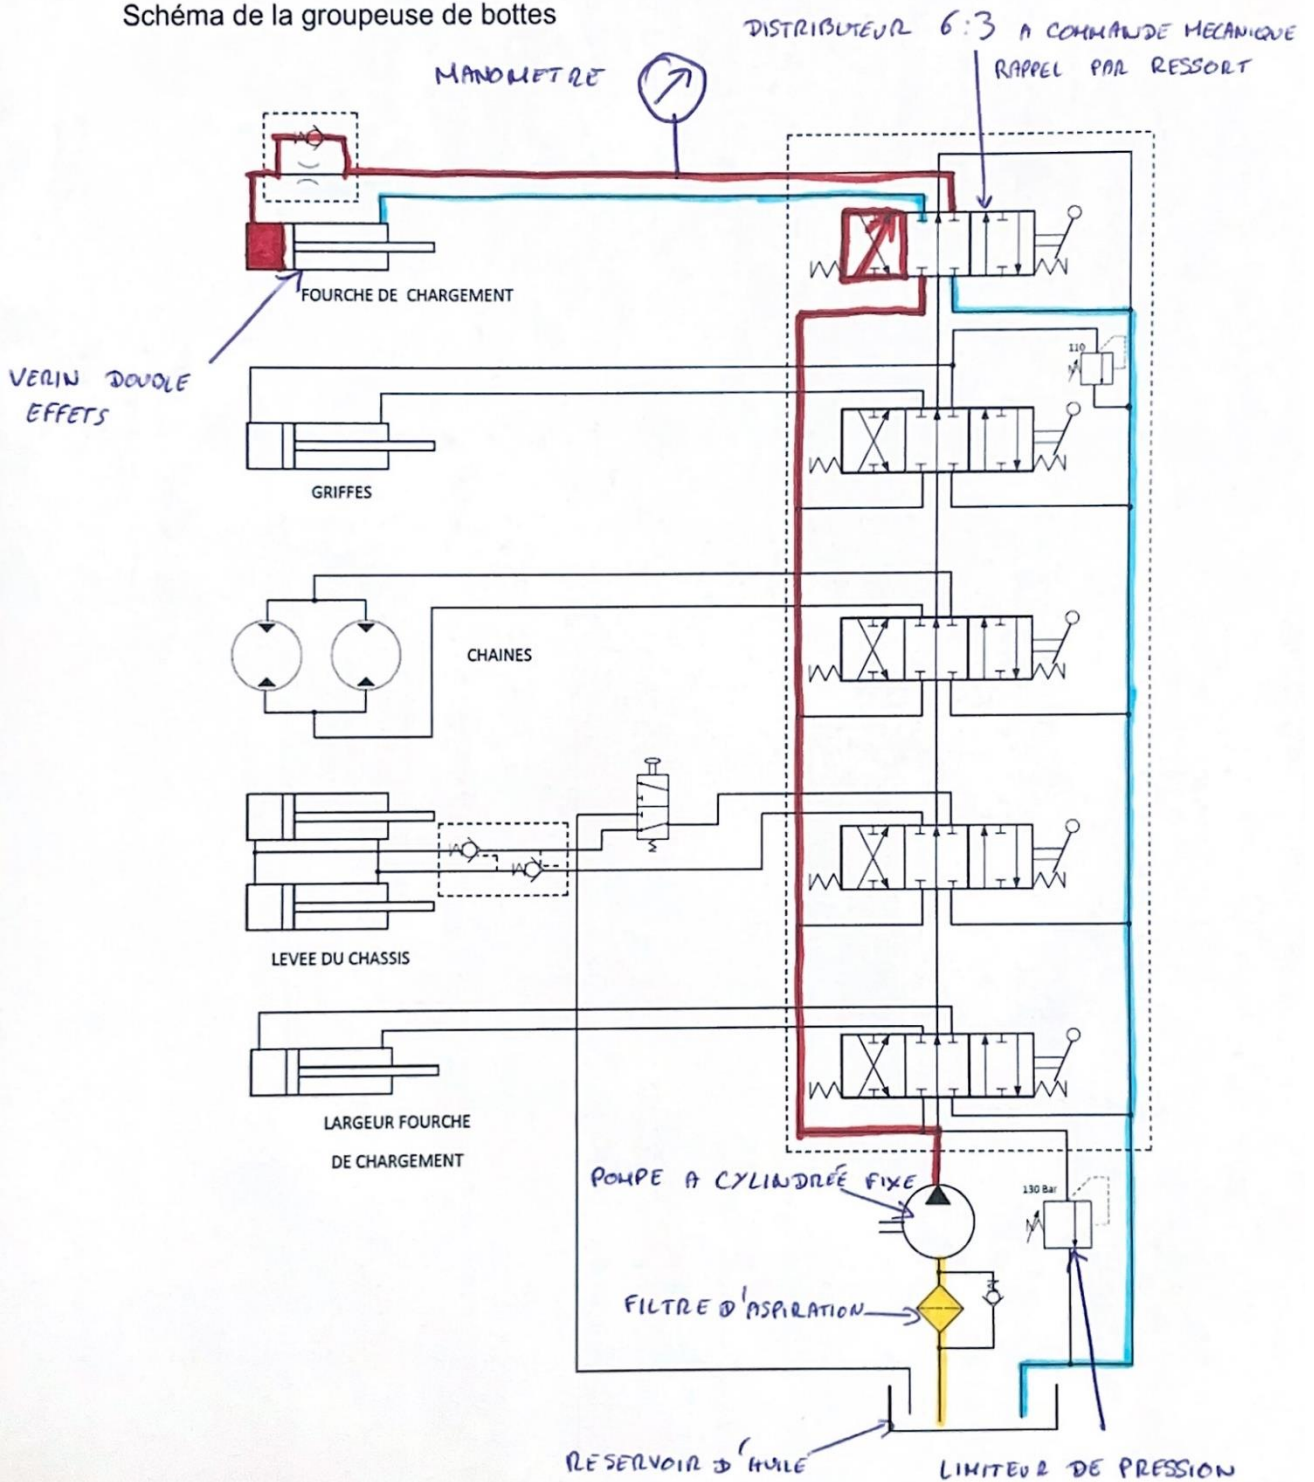 Schéma de la groupeuse de bottes
DISTRIBUTEUR 6:3 A COMMANDE MECANIQUE
RAPPEL PAR RESSORT
MANOMETRE
FOURCHE DE CHARGEMENT
110
VERIN DOUOLE
EFFETS
GRIFFES
CHAINES
LEVEE DU CHASSIS
LARGEUR FOURCHE
DE CHARGEMENT
POMPE A CYLINDRÉE FIXE
130 Bar
FILTRE D'ASPIRATION
RESERVOIR D'HUILE
LIMITEUR DE PRESSION